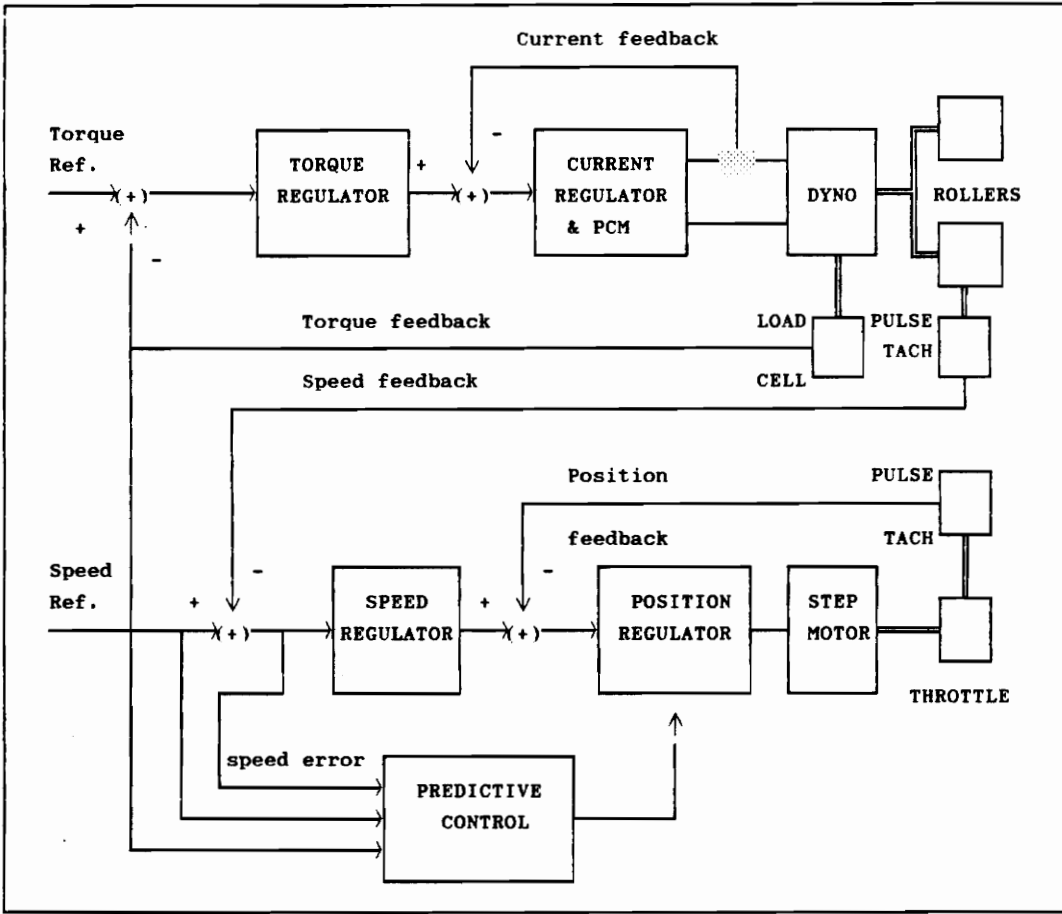 Current feedback
Torque
Ref.
+
-
(+)
TORQUE
REGULATOR
+
-
(+)
CURRENT
REGULATOR
& PCM
DYNO
ROLLERS
Torque feedback
LOAD
CELL
PULSE
TACH
Speed feedback
Position
feedback
PULSE
TACH
Speed
Ref.
+
-
(+)
SPEED
REGULATOR
+
-
(+)
POSITION
REGULATOR
STEP
MOTOR
THROTTLE
speed error
PREDICTIVE
CONTROL